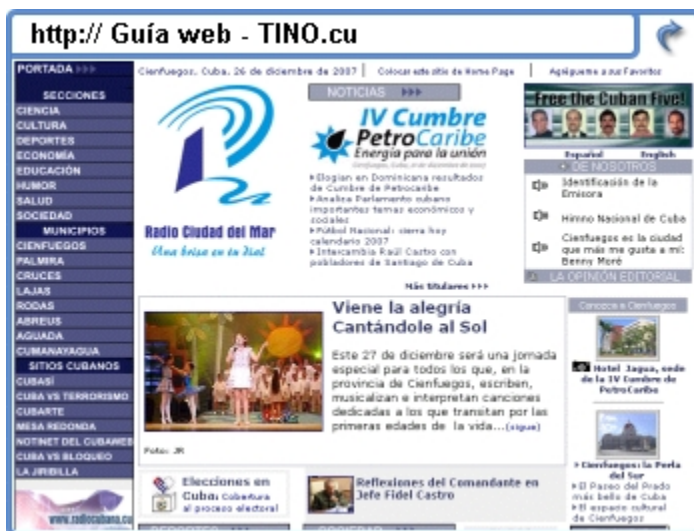 http:// Guía web - TINO.cu
PORTADA >>>
Cienfuegos, Cuba. 26 de diciembre de 2007 | Colocar este sitio de Home Page | Agrégueme a sus Favoritos
SECCIONES
CIENCIA
CULTURA
DEPORTES
ECONOMÍA
EDUCACIÓN
HUMOR
SALUD
SOCIEDAD
MUNICIPIOS
CIENFUEGOS
PALMIRA
CRUCES
LAJAS
RODAS
ABREUS
AGUADA
CUMANAYAGUA
SITIOS CUBANOS
CUBASÍ
CUBA VS TERRORISMO
CUBARTE
MESA REDONDA
NOTINET DEL CUBAWEB
CUBA VS BLOQUEO
LA JIRIBILLA
www.radiocubana.cu
Radio Ciudad del Mar
Una brisa en tu dial
NOTICIAS >>>
IV Cumbre
PetroCaribe
Energía para la unión
Elogian en Dominicana resultados
de Cumbre de Petrocaribe
Analiza Parlamento cubano
importantes temas económicos y
sociales
Fútbol Nacional: cierra hoy
calendario 2007
Intercambia Raúl Castro con
pobladores de Santiago de Cuba
Más titulares >>>
Free the Cuban Five!
Español English
DE NOSOTROS
Identificación de la
Emisora
Himno Nacional de Cuba
Cienfuegos es la ciudad
que más me gusta a mí:
Benny Moré
LA OPINIÓN EDITORIAL
Viene la alegría
Cantándole al Sol
Este 27 de diciembre será una jornada
especial para todos los que, en la
provincia de Cienfuegos, escriben,
musicalizan e interpretan canciones
dedicadas a los que transitan por las
primeras edades de la vida...(sigue)
Foto: JR
Conozca a Cienfuegos
Hotel Jagua, sede
de la IV Cumbre de
PetroCaribe
Cienfuegos: la Perla
del Sur
El Paseo del Prado
más bello de Cuba
El espacio cultural
de Cienfuegos
Elecciones en
Cuba: Cobertura
al proceso electoral
Reflexiones del Comandante en
Jefe Fidel Castro
DEPORTES >>>
SOCIEDAD >>>